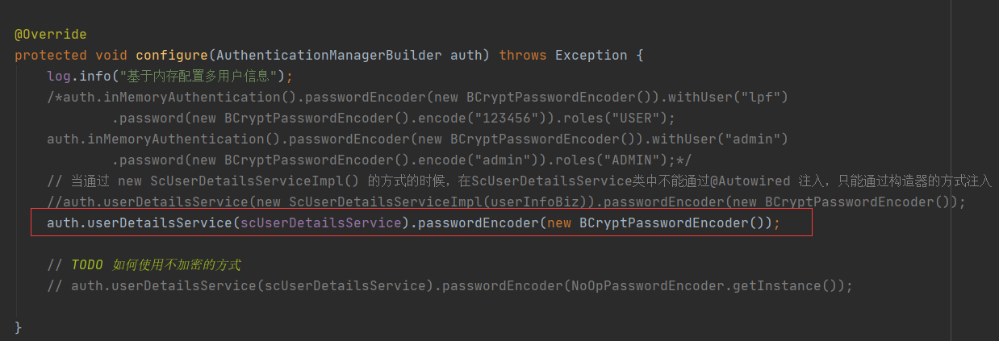 @Override
protected void configure(AuthenticationManagerBuilder auth) throws Exception {
log.info("基于内存配置多用户信息");
/*auth.inMemoryAuthentication().passwordEncoder(new BCryptPasswordEncoder()).withUser("lpf")
.password(new BCryptPasswordEncoder().encode("123456")).roles("USER");
auth.inMemoryAuthentication().passwordEncoder(new BCryptPasswordEncoder()).withUser("admin")
.password(new BCryptPasswordEncoder().encode("admin")).roles("ADMIN");*/
// 当通过 new ScUserDetailsServiceImpl() 的方式的时候，在ScUserDetailsService类中不能通过@Autowired 注入，只能通过构造器的方式注入
//auth.userDetailsService(new ScUserDetailsServiceImpl(userInfoBiz)).passwordEncoder(new BCryptPasswordEncoder());
auth.userDetailsService(scUserDetailsService).passwordEncoder(new BCryptPasswordEncoder());
// TODO 如何使用不加密的方式
// auth.userDetailsService(scUserDetailsService).passwordEncoder(NoOpPasswordEncoder.getInstance());
}